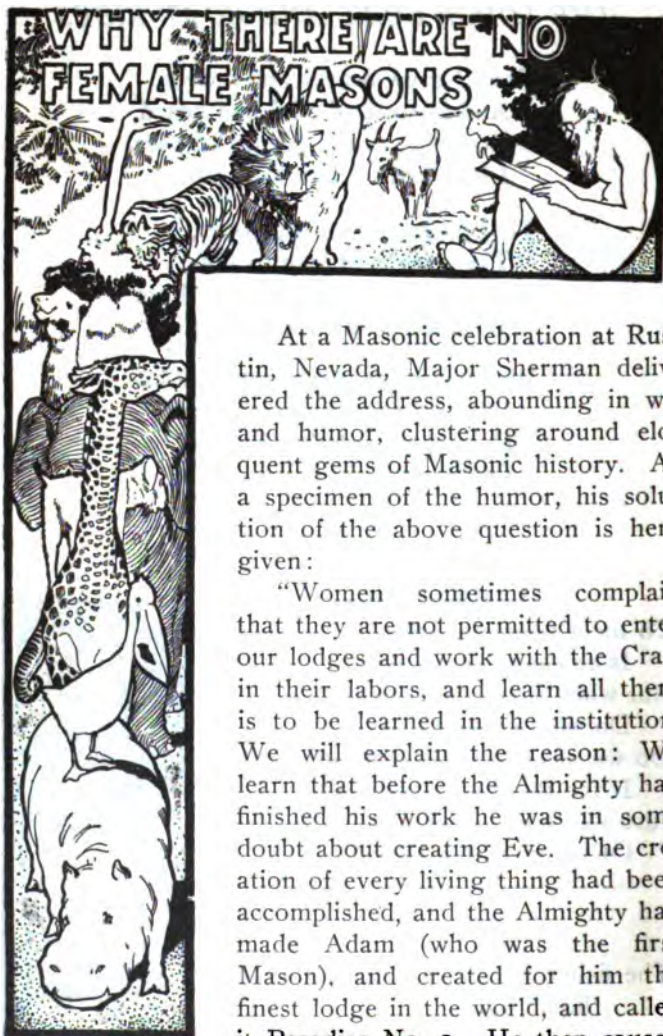 WHY THERE ARE NO
FEMALE MASONS
At a Masonic celebration at Rus
tin, Nevada, Major Sherman deliv
ered the address, abounding in w
and humor, clustering around elo
quent gems of Masonic history. A
a specimen of the humor, his solu
tion of the above question is her
given:
"Women sometimes complai
that they are not permitted to ente
our lodges and work with the Cra
in their labors, and learn all ther
is to be learned in the institution
We will explain the reason: W
learn that before the Almighty ha
finished his work he was in som
doubt about creating Eve. The cre
ation of every living thing had bee
accomplished, and the Almighty ha
made Adam (who was the firs
Mason), and created for him th
finest lodge in the world, and calle
it Paradise No. He then cause